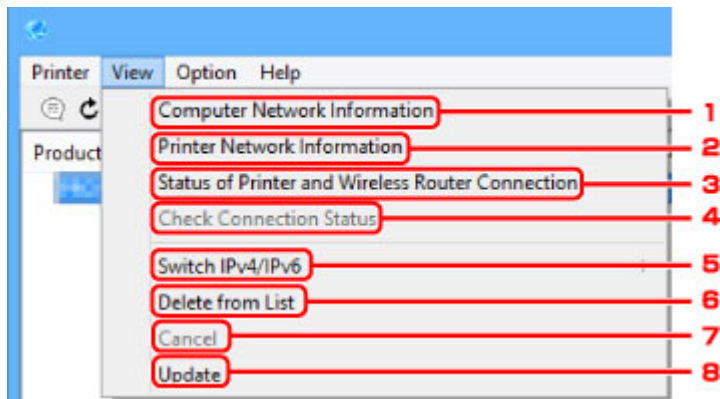 Printer View Option Help
Computer Network Information 1
Product Printer Network Information 2
Status of Printer and Wireless Router Connection 3
Check Connection Status 4
Switch IPv4/IPv6 5
Delete from List 6
Cancel 7
Update 8